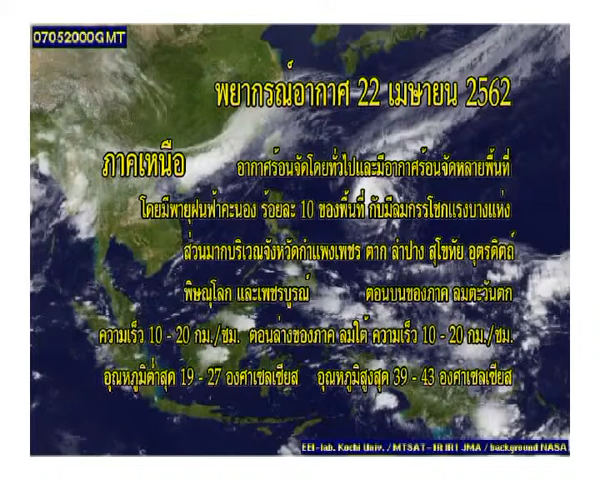 07052000GMT
พยากรณ์อากาศ 22 เมษายน 2562
ภาคเหนือ อากาศร้อนจัดโดยทั่วไปและมีอากาศร้อนจัดหลายพื้นที่
โดยมีพายุฝนฟ้าคะนอง ร้อยละ 10 ของพื้นที่ กับมีลมกรรโชกแรงบางแห่ง
ส่วนมากบริเวณจังหวัดกำแพงเพชร ตาก ลำปาง สุโขทัย อุตรดิตถ์
พิษณุโลก และเพชรบูรณ์ ตอนบนของภาค ลมตะวันตก
ความเร็ว 10 - 20 กม./ชม. ตอนล่างของภาค ลมใต้ ความเร็ว 10 - 20 กม./ชม.
อุณหภูมิต่ำสุด 19 - 27 องศาเซลเซียส อุณหภูมิสูงสุด 39 - 43 องศาเซลเซียส
EEI-lab. Kochi Univ. / MTSAT-1R IR1 JMA / background NASA